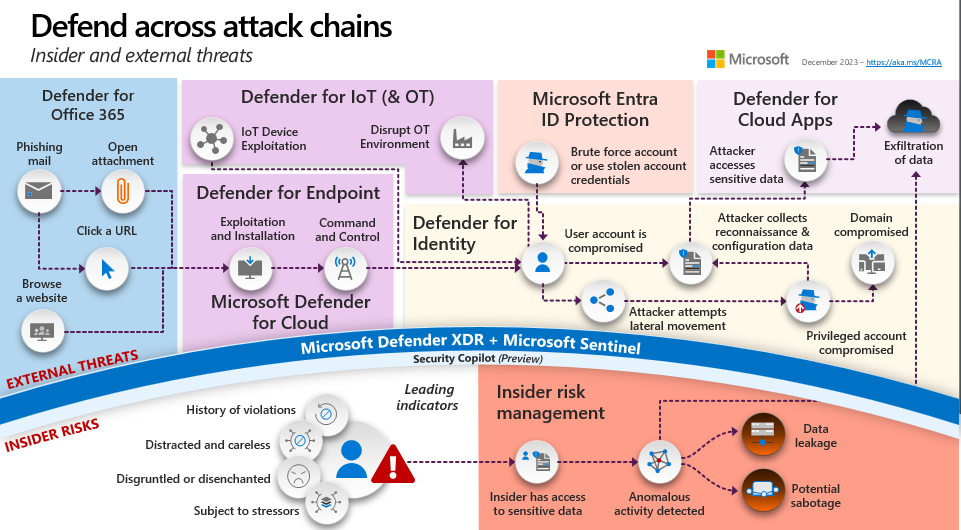 Defend across attack chains
Insider and external threats
Microsoft
December 2023 – https://aka.ms/MCRA
Defender for
Office 365
Phishing
mail
Open
attachment
Click a URL
Browse
a website
Defender for IoT (& OT)
IoT Device
Exploitation
Disrupt OT
Environment
Defender for Endpoint
Exploitation
and Installation
Command
and Control
Microsoft Defender
for Cloud
Microsoft Entra
ID Protection
Brute force account
or use stolen account
credentials
Defender for
Cloud Apps
Attacker
accesses
sensitive data
Exfiltration
of data
Defender for
Identity
User account is
compromised
Attacker collects
reconnaissance &
configuration data
Domain
compromised
Attacker attempts
lateral movement
Privileged account
compromised
EXTERNAL THREATS
Microsoft Defender XDR + Microsoft Sentinel
Security Copilot (Preview)
INSIDER RISKS
History of violations
Distracted and careless
Disgruntled or disenchanted
Subject to stressors
Leading
indicators
Insider risk
management
Insider has access
to sensitive data
Anomalous
activity detected
Data
leakage
Potential
sabotage